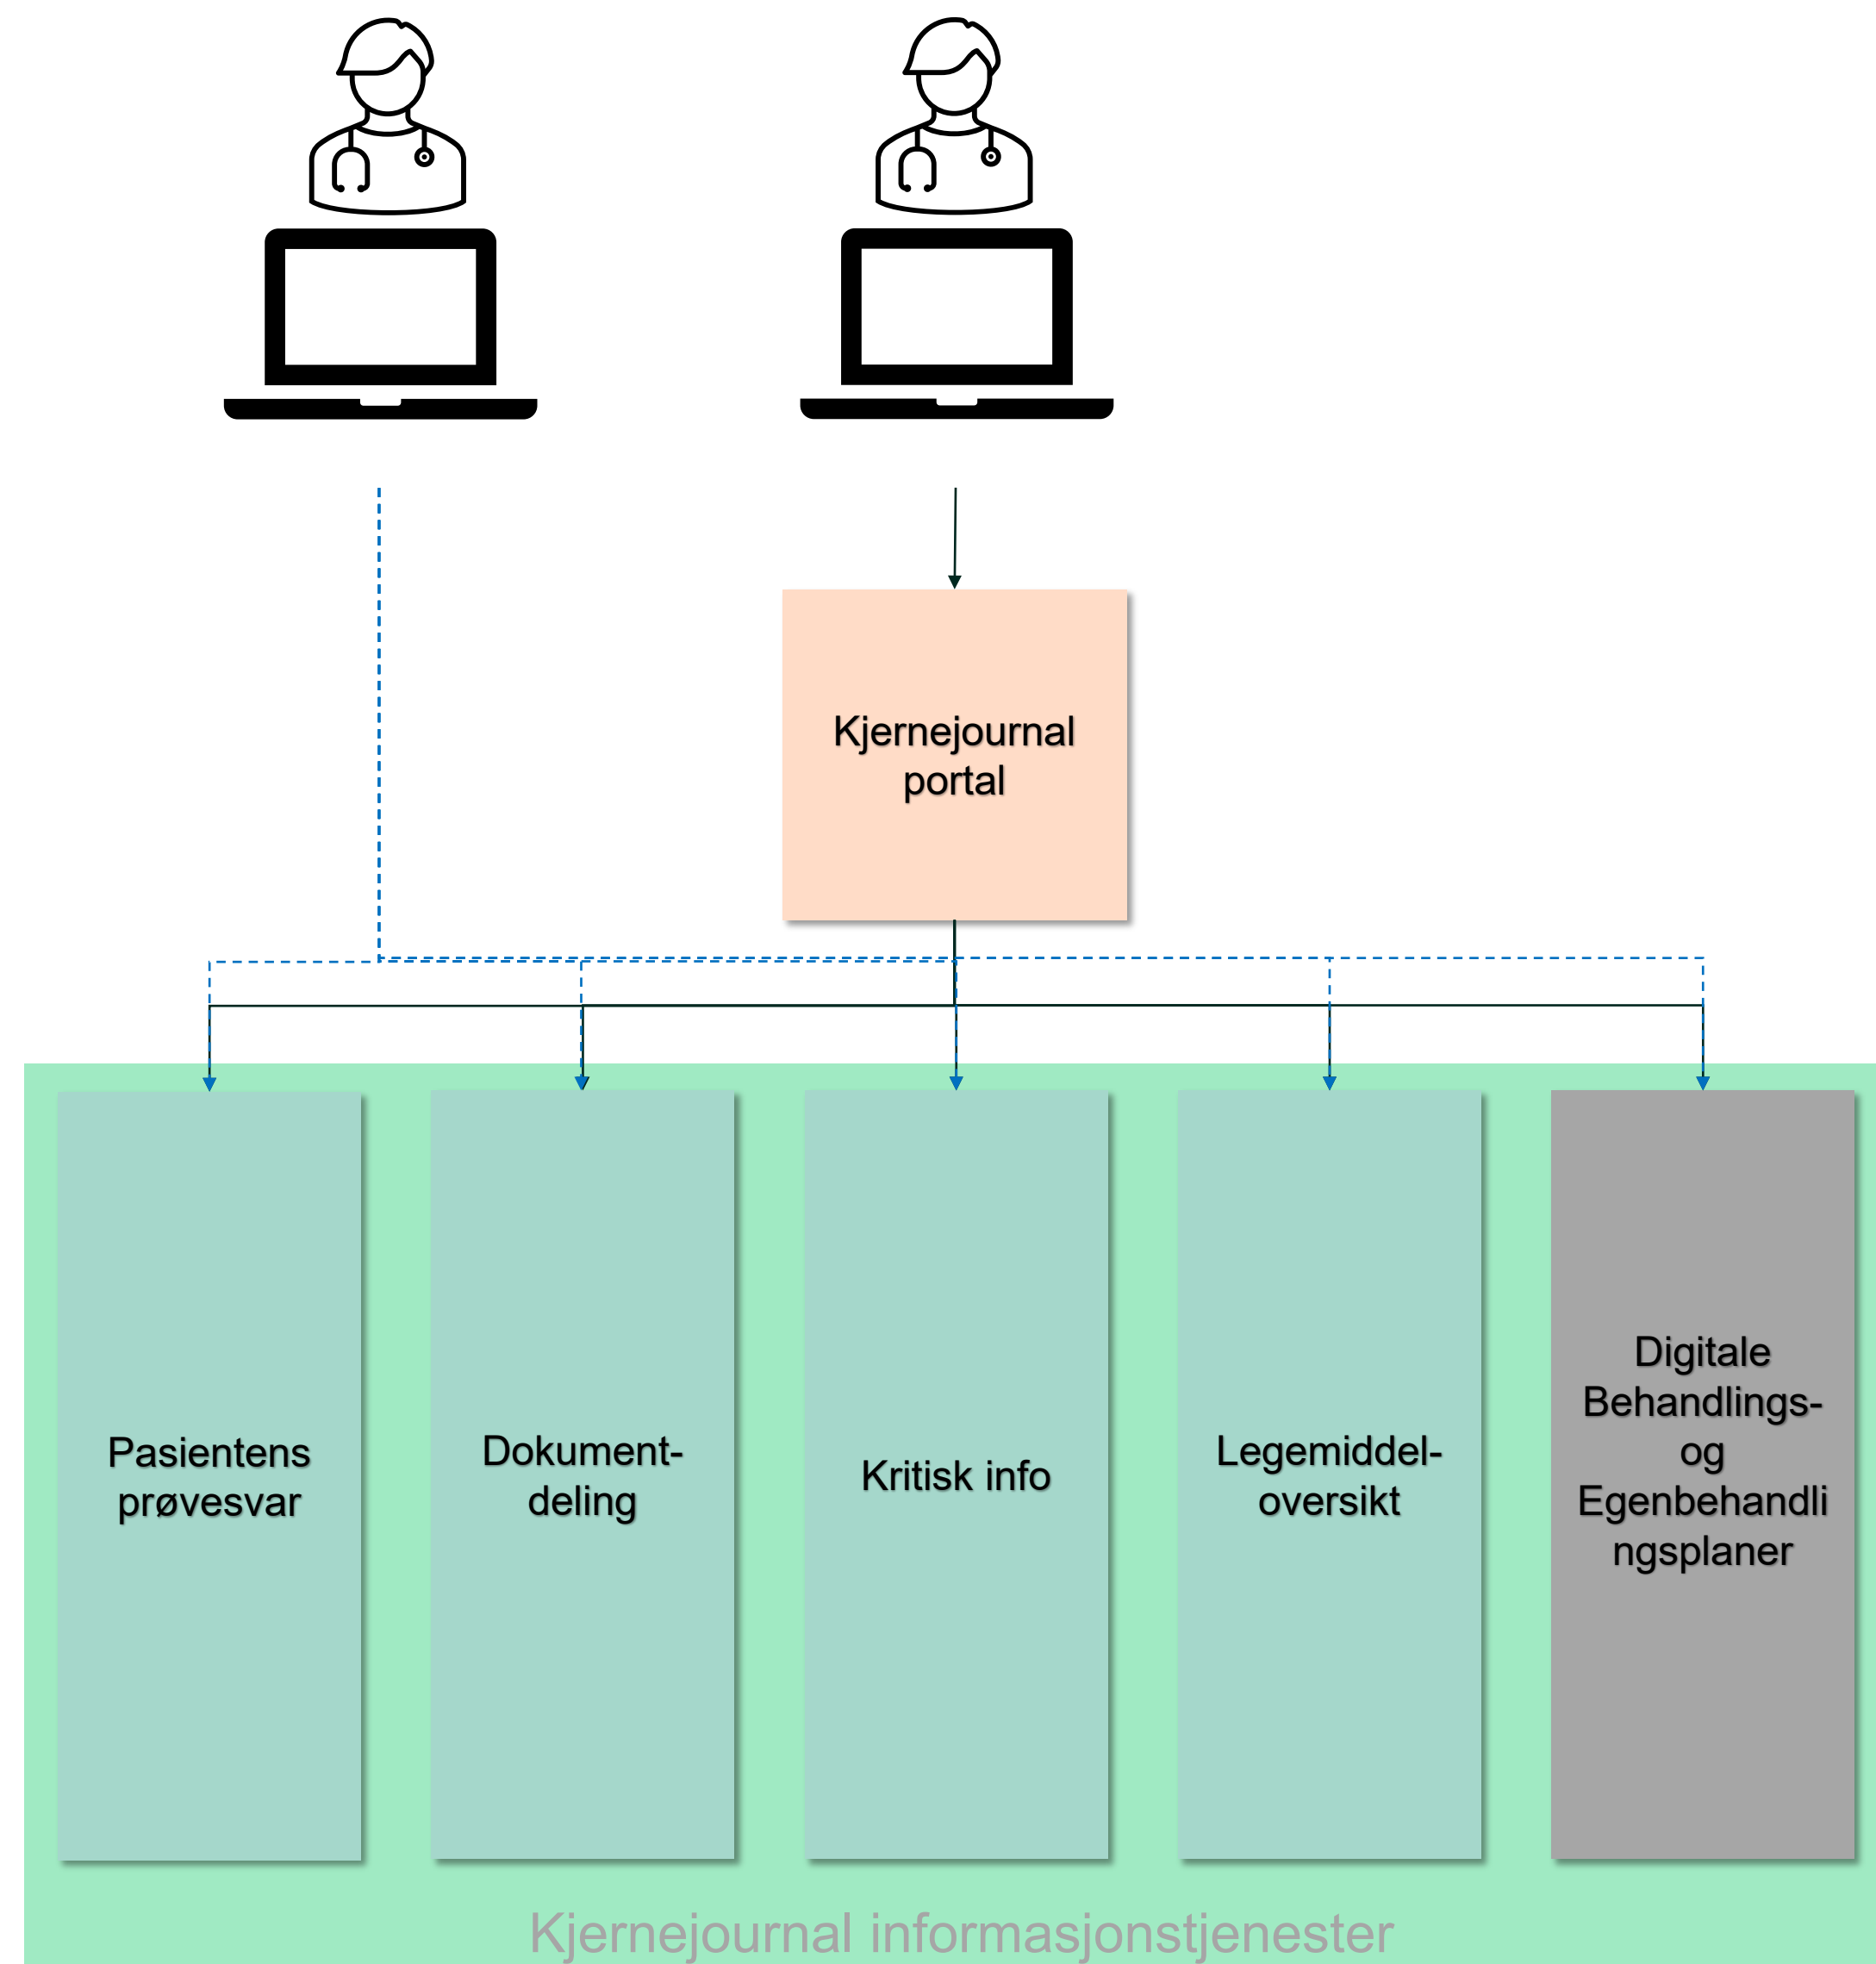 Kjernejournal
portal
Pasientens
prøvesvar
Dokument-
deling
Kritisk info
Legemiddel-
oversikt
Digitale
Behandlings-
og
Egenbehandli
ngsplaner
Kjernejournal informasjonstjenester